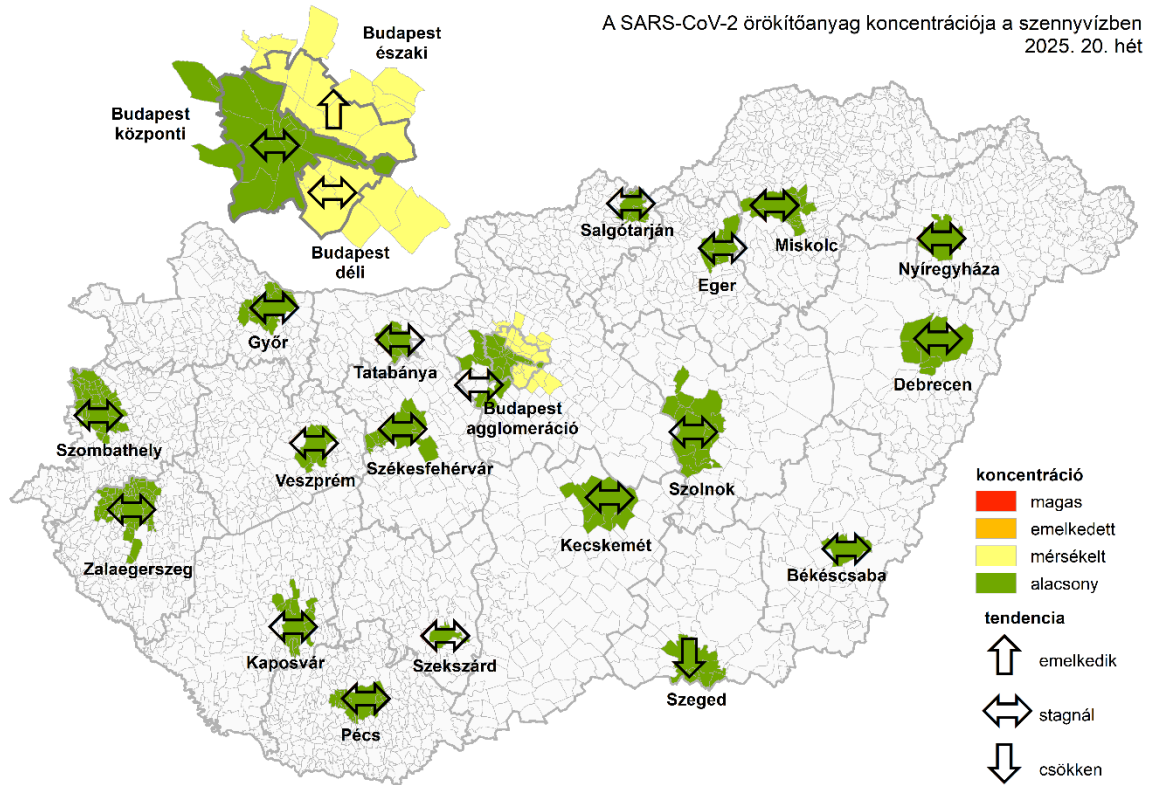 A SARS-CoV-2 örökítőanyag koncentrációja a szennyvízben
2025. 20. hét
Budapest
északi
Budapest
központi
Budapest
déli
Salgótarján
Miskolc
Eger
Nyíregyháza
Győr
Tatabánya
Debrecen
Budapest
agglomeráció
Szombathely
Veszprém
Székesfehérvár
Szolnok
Kecskemét
Zalaegerszeg
Békéscsaba
Kaposvár
Szekszárd
Szeged
Pécs
koncentráció
magas
emelkedett
mérsékelt
alacsony
tendencia
emelkedik
stagnál
csökken